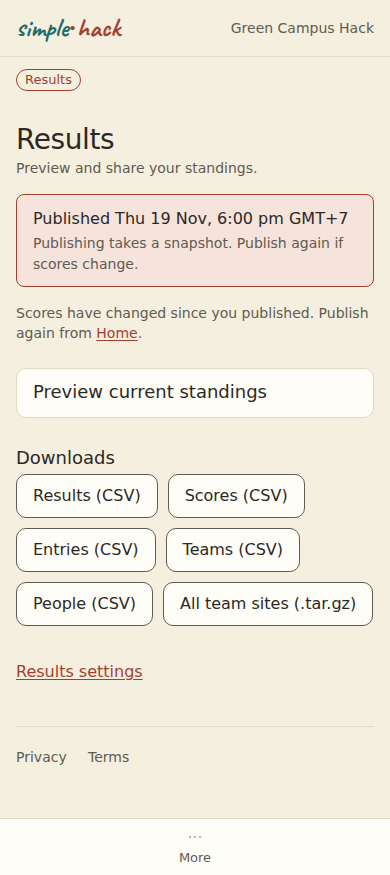 simple·hack
Green Campus Hack
Results
Results
Preview and share your standings.
Published Thu 19 Nov, 6:00 pm GMT+7
Publishing takes a snapshot. Publish again if
scores change.
Scores have changed since you published. Publish
again from Home.
Preview current standings
Downloads
Results (CSV)
Scores (CSV)
Entries (CSV)
Teams (CSV)
People (CSV)
All team sites (.tar.gz)
Results settings
Privacy
Terms
...
More